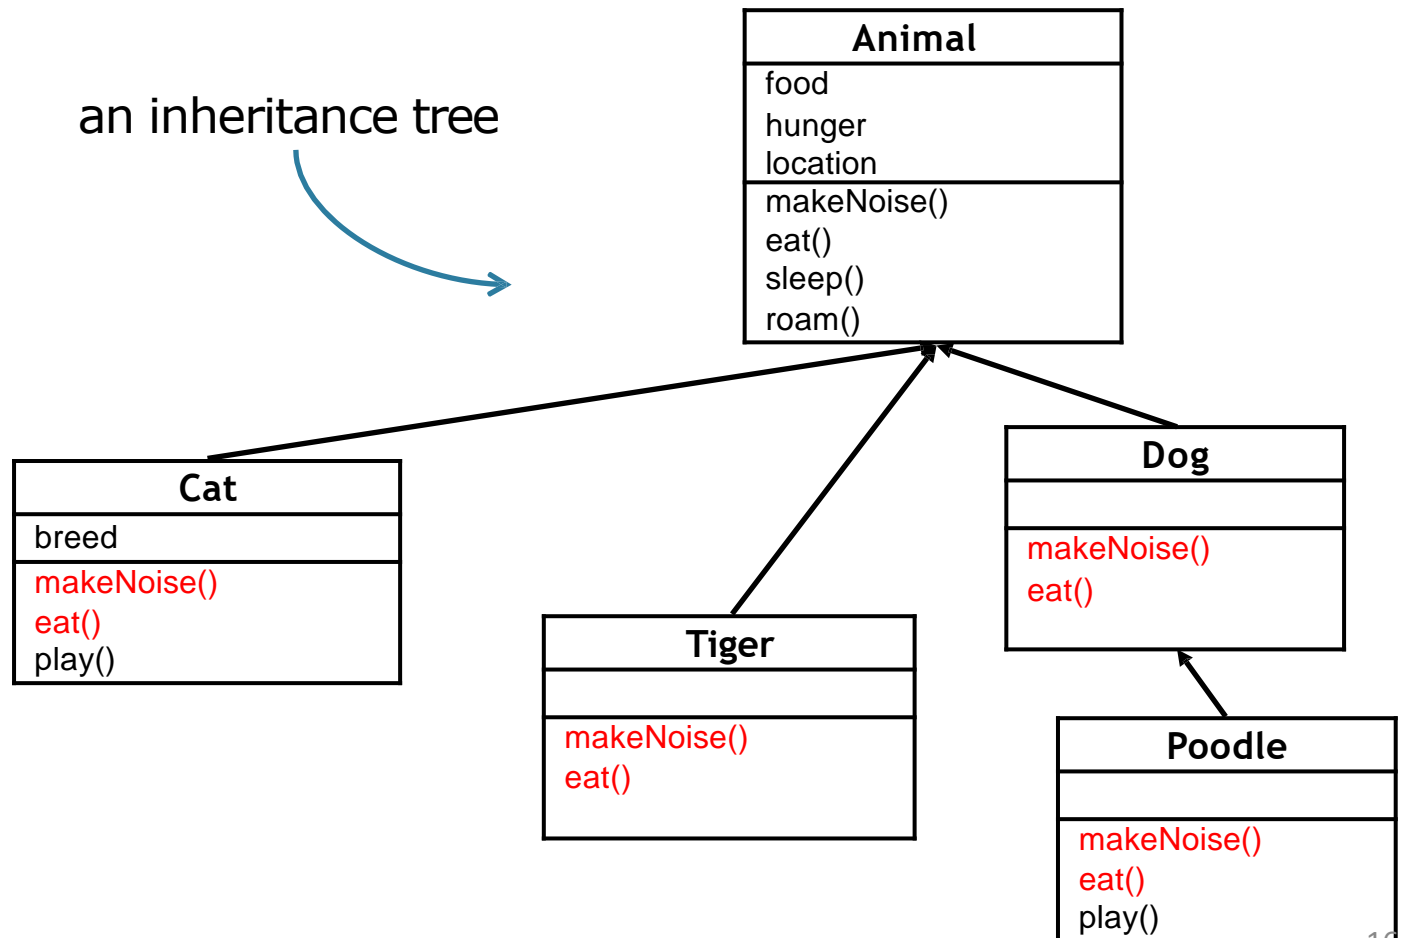 an inheritance tree
Animal
food
hunger
location
makeNoise()
eat()
sleep()
roam()
Cat
breed
makeNoise()
eat()
play()
Tiger
makeNoise()
eat()
Dog
makeNoise()
eat()
Poodle
makeNoise()
eat()
play()